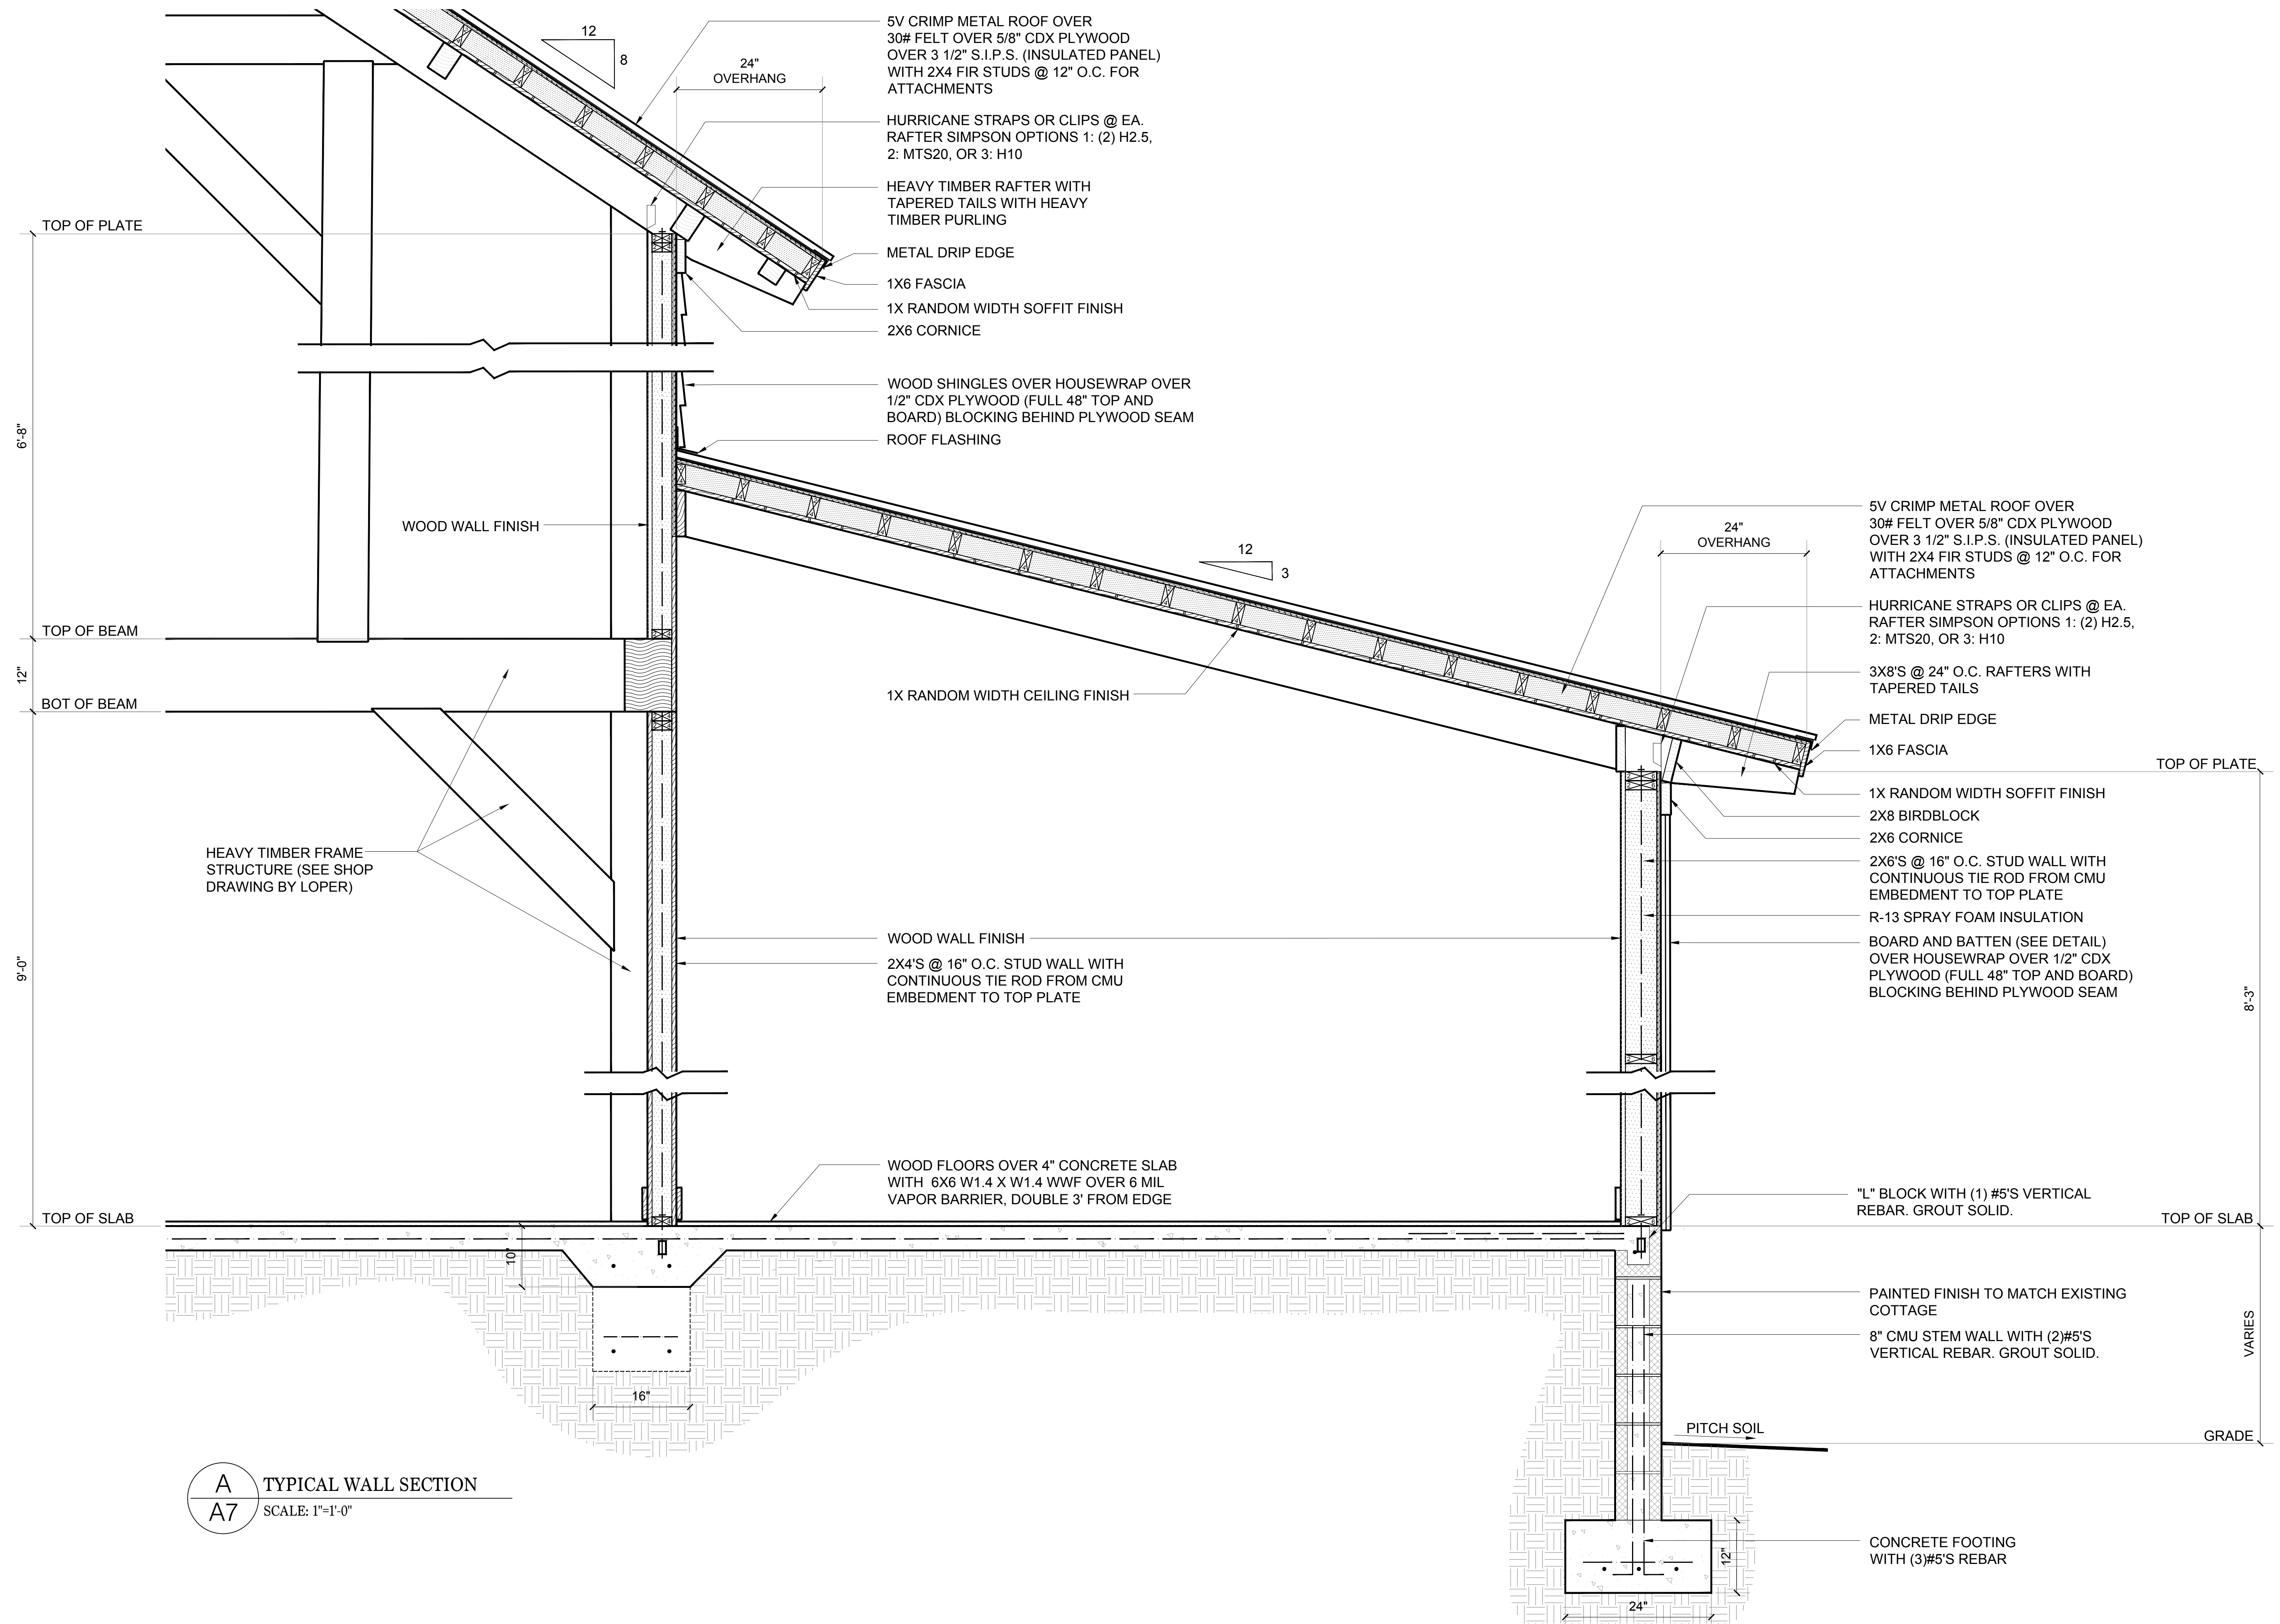 12
8
24"
OVERHANG
5V CRIMP METAL ROOF OVER
30# FELT OVER 5/8" CDX PLYWOOD
OVER 3 1/2" S.I.P.S. (INSULATED PANEL)
WITH 2X4 FIR STUDS @ 12" O.C. FOR
ATTACHMENTS
HURRICANE STRAPS OR CLIPS @ EA.
RAFTER SIMPSON OPTIONS 1: (2) H2.5,
2: MTS20, OR 3: H10
HEAVY TIMBER RAFTER WITH
TAPERED TAILS WITH HEAVY
TIMBER PURLING
METAL DRIP EDGE
1X6 FASCIA
1X RANDOM WIDTH SOFFIT FINISH
2X6 CORNICE
WOOD SHINGLES OVER HOUSEWRAP OVER
1/2" CDX PLYWOOD (FULL 48" TOP AND
BOARD) BLOCKING BEHIND PLYWOOD SEAM
ROOF FLASHING
TOP OF PLATE
6'-8"
TOP OF BEAM
12"
BOT OF BEAM
9'-0"
TOP OF SLAB
WOOD WALL FINISH
HEAVY TIMBER FRAME
STRUCTURE (SEE SHOP
DRAWING BY LOPER)
12
3
1X RANDOM WIDTH CEILING FINISH
WOOD WALL FINISH
2X4'S @ 16" O.C. STUD WALL WITH
CONTINUOUS TIE ROD FROM CMU
EMBEDMENT TO TOP PLATE
WOOD FLOORS OVER 4" CONCRETE SLAB
WITH 6X6 W1.4 X W1.4 WWF OVER 6 MIL
VAPOR BARRIER, DOUBLE 3' FROM EDGE
10"
16"
24"
OVERHANG
5V CRIMP METAL ROOF OVER
30# FELT OVER 5/8" CDX PLYWOOD
OVER 3 1/2" S.I.P.S. (INSULATED PANEL)
WITH 2X4 FIR STUDS @ 12" O.C. FOR
ATTACHMENTS
HURRICANE STRAPS OR CLIPS @ EA.
RAFTER SIMPSON OPTIONS 1: (2) H2.5,
2: MTS20, OR 3: H10
3X8'S @ 24" O.C. RAFTERS WITH
TAPERED TAILS
METAL DRIP EDGE
1X6 FASCIA
TOP OF PLATE
1X RANDOM WIDTH SOFFIT FINISH
2X8 BIRDBLOCK
2X6 CORNICE
2X6'S @ 16" O.C. STUD WALL WITH
CONTINUOUS TIE ROD FROM CMU
EMBEDMENT TO TOP PLATE
R-13 SPRAY FOAM INSULATION
BOARD AND BATTEN (SEE DETAIL)
OVER HOUSEWRAP OVER 1/2" CDX
PLYWOOD (FULL 48" TOP AND BOARD)
BLOCKING BEHIND PLYWOOD SEAM
8'-3"
"L" BLOCK WITH (1) #5'S VERTICAL
REBAR. GROUT SOLID.
TOP OF SLAB
PAINTED FINISH TO MATCH EXISTING
COTTAGE
8" CMU STEM WALL WITH (2)#5'S
VERTICAL REBAR. GROUT SOLID.
VARIES
PITCH SOIL
GRADE
CONCRETE FOOTING
WITH (3)#5'S REBAR
12"
24"
A
A7
TYPICAL WALL SECTION
SCALE: 1"=1'-0"